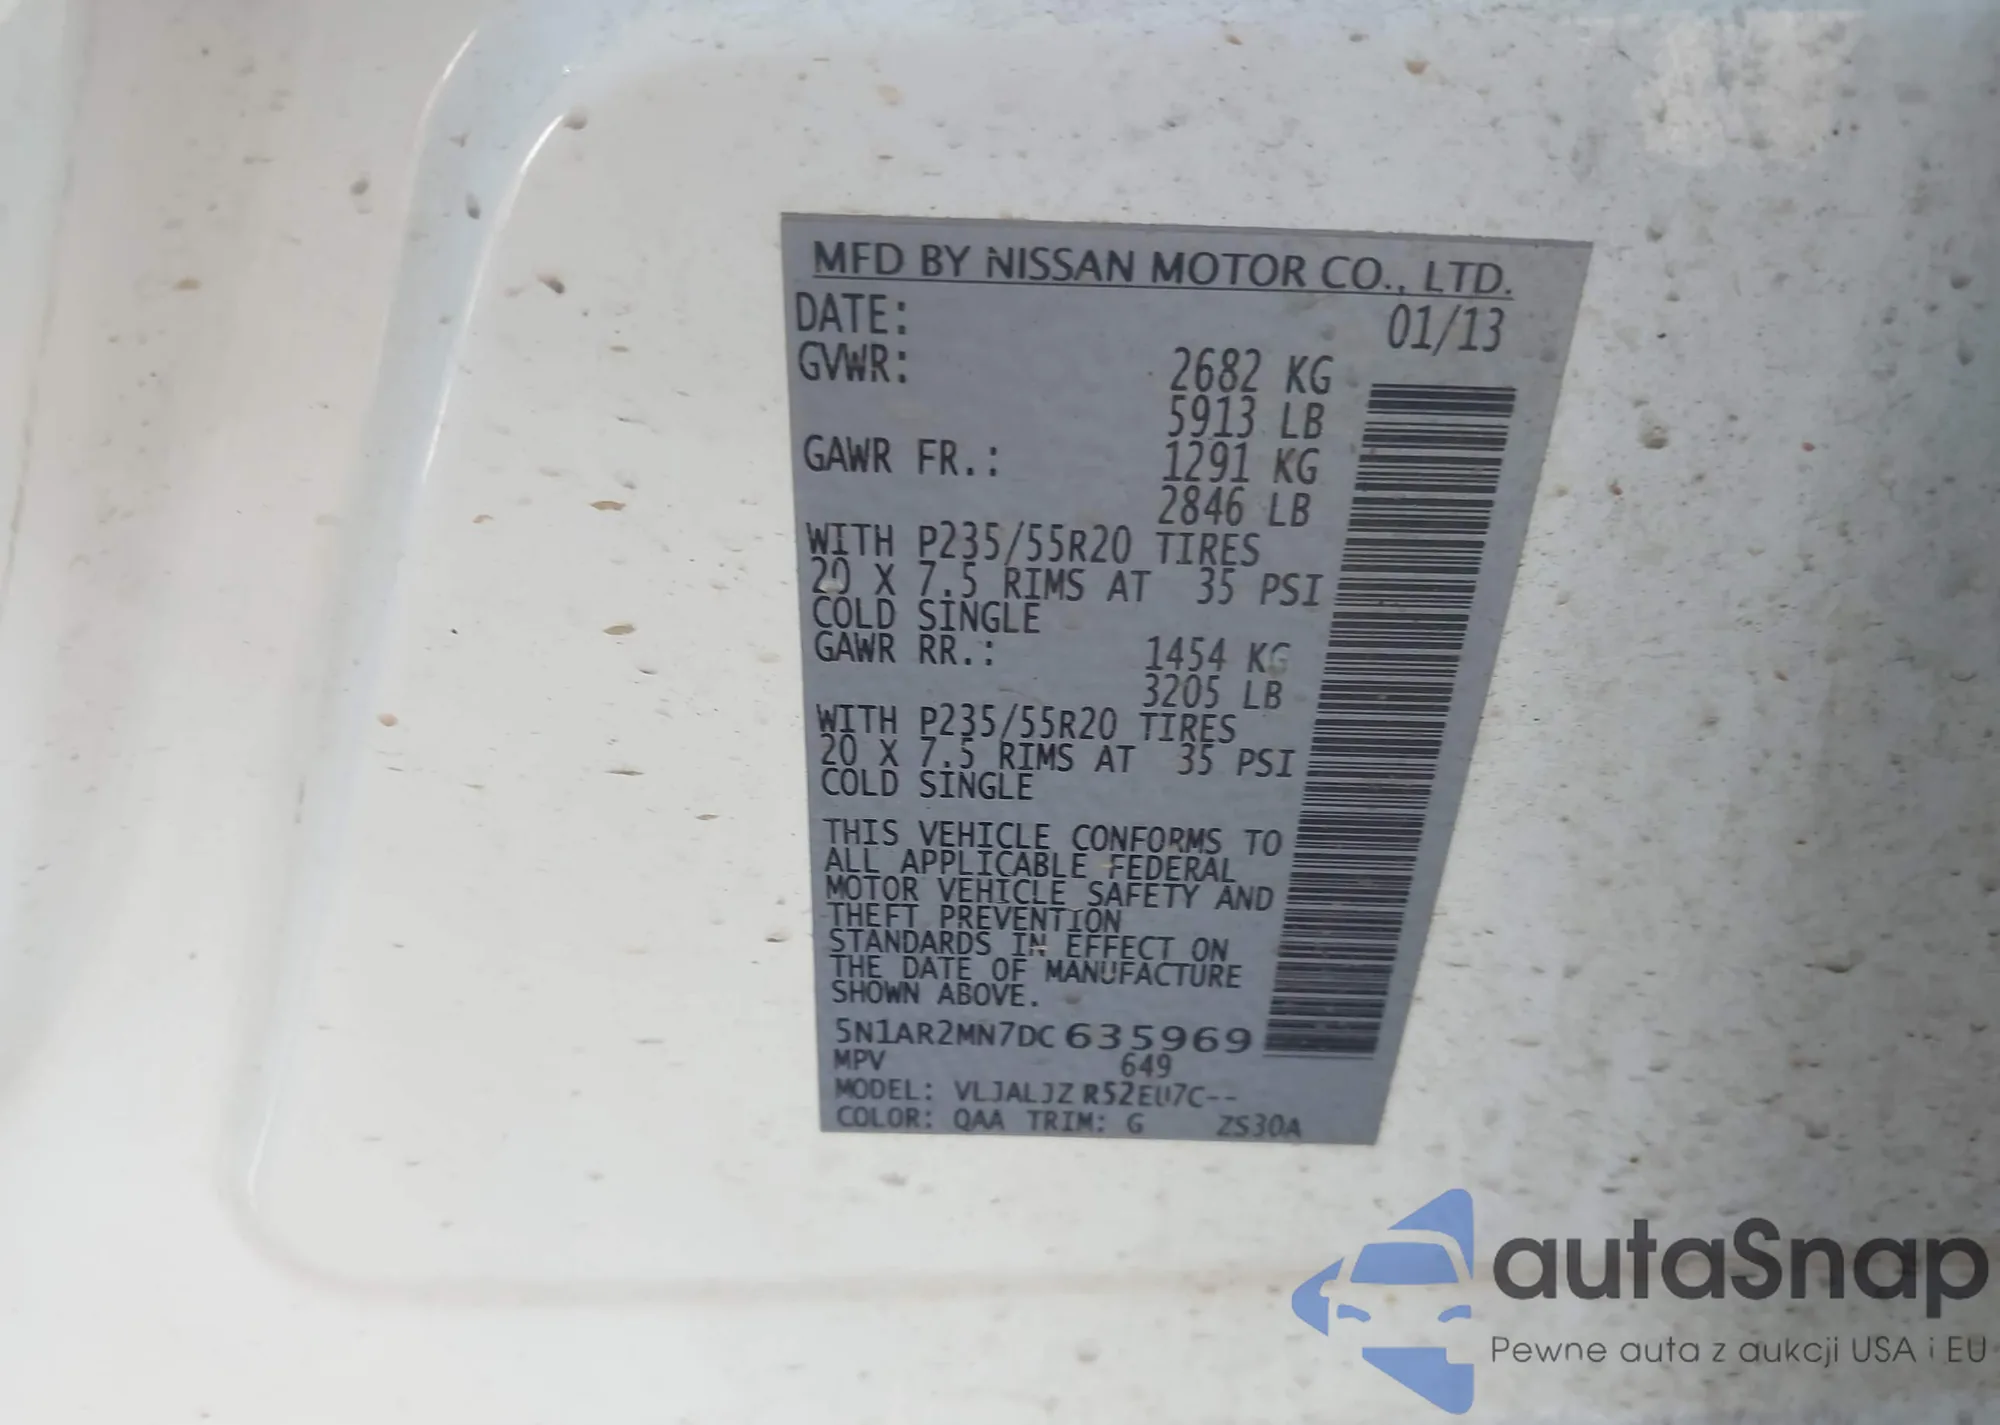 MFD BY NISSAN MOTOR CO., LTD.
DATE: 01/13
GVWR: 2682 KG
5913 LB
GAWR FR.: 1291 KG
2846 LB
WITH P235/55R20 TIRES
20 X 7.5 RIMS AT 35 PSI
COLD SINGLE
GAWR RR.: 1454 KG
3205 LB
WITH P235/55R20 TIRES
20 X 7.5 RIMS AT 35 PSI
COLD SINGLE
THIS VEHICLE CONFORMS TO
ALL APPLICABLE FEDERAL
MOTOR VEHICLE SAFETY AND
THEFT PREVENTION
STANDARDS IN EFFECT ON
THE DATE OF MANUFACTURE
SHOWN ABOVE.
5N1AR2MN7DC635969
MPV 649
MODEL: VLJALJZ R52EU7C--
COLOR: QAA TRIM: G ZS30A
autaSnap
Pewne auta z aukcji USA i EU